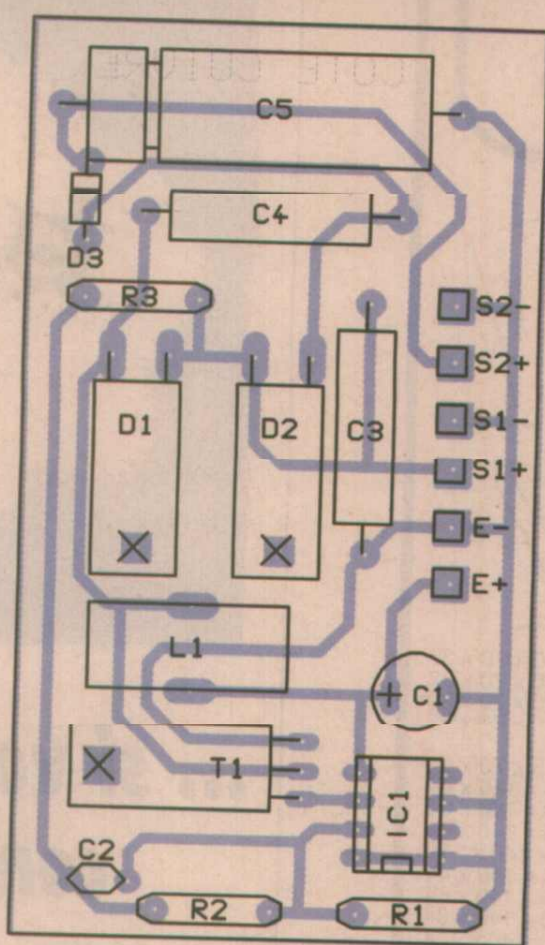 C5
C4
D3
R3
S2-
S2+
D1
D2
C3
S1-
S1+
E-
E+
L1
+ C1
T1
IC1
C2
R2
R1